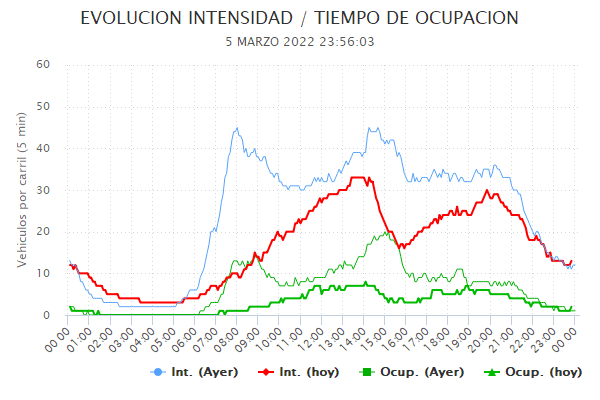 EVOLUCION INTENSIDAD / TIEMPO DE OCUPACION
5 MARZO 2022 23:56:03
Vehiculos por carril (5 min)
60
50
40
30
20
10
0
00:00 01:00 02:00 03:00 04:00 05:00 06:00 07:00 08:00 09:00 10:00 11:00 12:00 13:00 14:00 15:00 16:00 17:00 18:00 19:00 20:00 21:00 22:00 23:00 00:00
Int. (Ayer) Int. (hoy) Ocup. (Ayer) Ocup. (hoy)